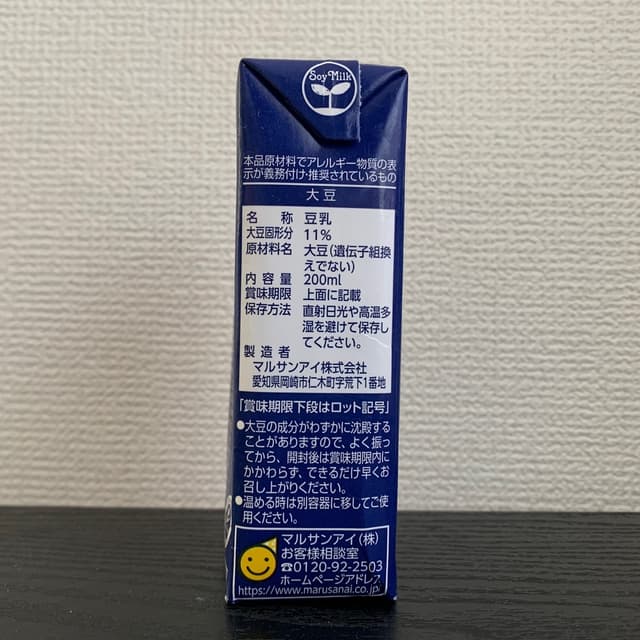 Soy Milk
本品原材料でアレルギー物質の表
示が義務付け・推奨されているもの
大豆
名 称 豆乳
大豆固形分 11%
原材料名 大豆(遺伝子組換
えでない)
内容量 200ml
賞味期限 上面に記載
保存方法 直射日光や高温多
湿を避けて保存し
てください。
製造者
マルサンアイ株式会社
愛知県岡崎市仁木町字荒下1番地
「賞味期限下段はロット記号」
●大豆の成分がわずかに沈殿する
ことがありますので、よく振っ
てから、開封後は賞味期限内に
かかわらず、できるだけ早くお
召し上がりください。
●温める時は別容器に移してご使
用ください。
マルサンアイ(株)
お客様相談室
☎0120-92-2503
ホームページアドレス
https://www.marusanai.co.jp/